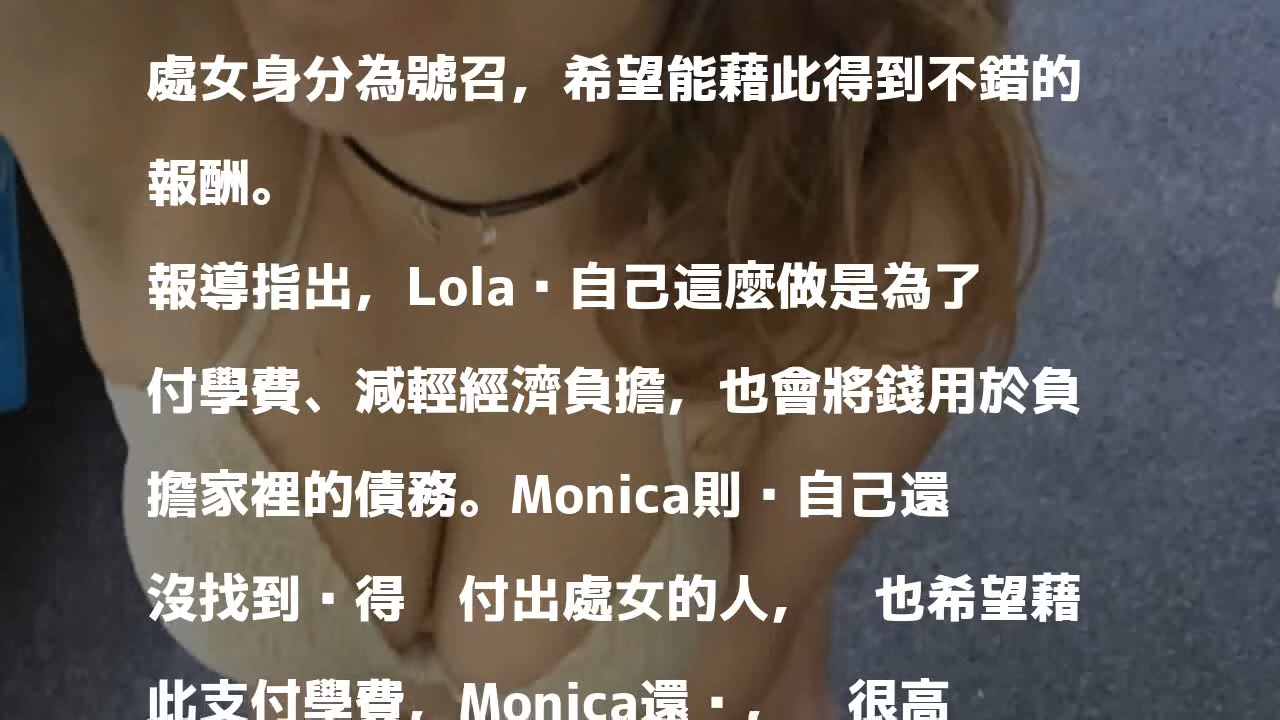 處女身分為號召，希望能藉此得到不錯的
報酬。
報導指出，Lola▪自己這麼做是為了
付學費、減輕經濟負擔，也會將錢用於負
擔家裡的債務。Monica則▪自己還
沒找到▪得　付出處女的人，　也希望藉
此支付學費，Monica還▪，　很高